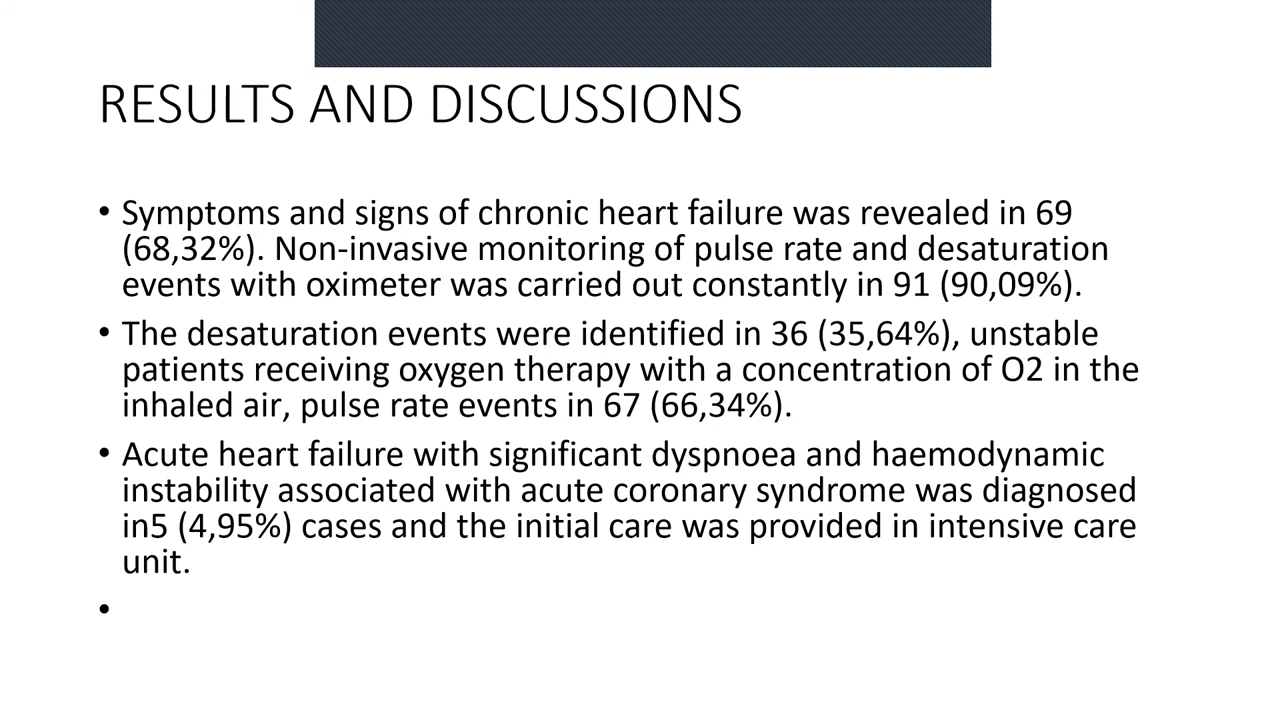 RESULTS AND DISCUSSIONS
• Symptoms and signs of chronic heart failure was revealed in 69
(68,32%). Non-invasive monitoring of pulse rate and desaturation
events with oximeter was carried out constantly in 91 (90,09%).
• The desaturation events were identified in 36 (35,64%), unstable
patients receiving oxygen therapy with a concentration of O2 in the
inhaled air, pulse rate events in 67 (66,34%).
• Acute heart failure with significant dyspnoea and haemodynamic
instability associated with acute coronary syndrome was diagnosed
in5 (4,95%) cases and the initial care was provided in intensive care
unit.
•